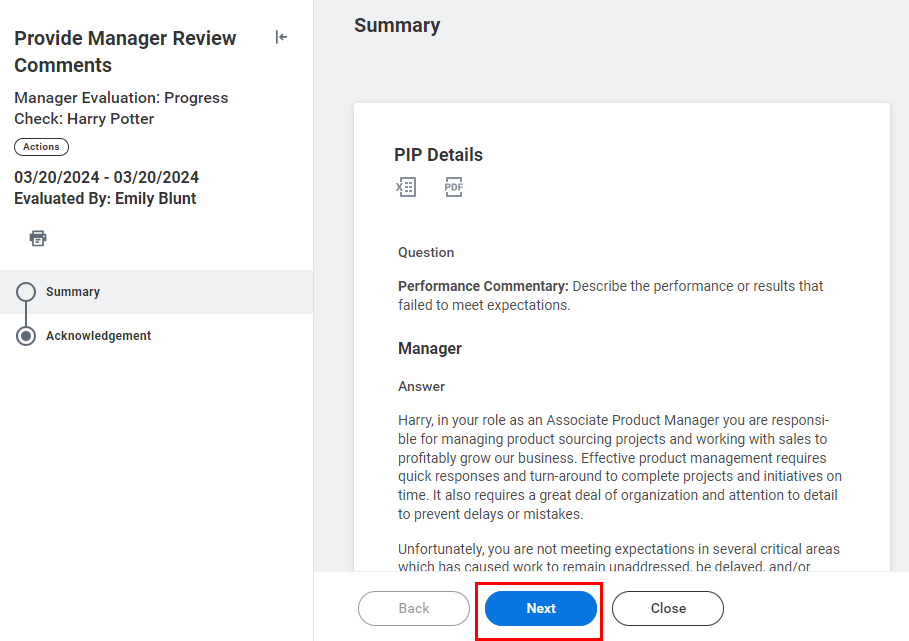 Provide Manager Review
Comments
Manager Evaluation: Progress
Check: Harry Potter
Actions
03/20/2024 - 03/20/2024
Evaluated By: Emily Blunt
Summary
Acknowledgement
Summary
PIP Details
X
PDF
Question
Performance Commentary: Describe the performance or results that
failed to meet expectations.
Manager
Answer
Harry, in your role as an Associate Product Manager you are responsi-
ble for managing product sourcing projects and working with sales to
profitably grow our business. Effective product management requires
quick responses and turn-around to complete projects and initiatives on
time. It also requires a great deal of organization and attention to detail
to prevent delays or mistakes.
Unfortunately, you are not meeting expectations in several critical areas
which has caused work to remain unaddressed, be delayed, and/or
Back
Next
Close